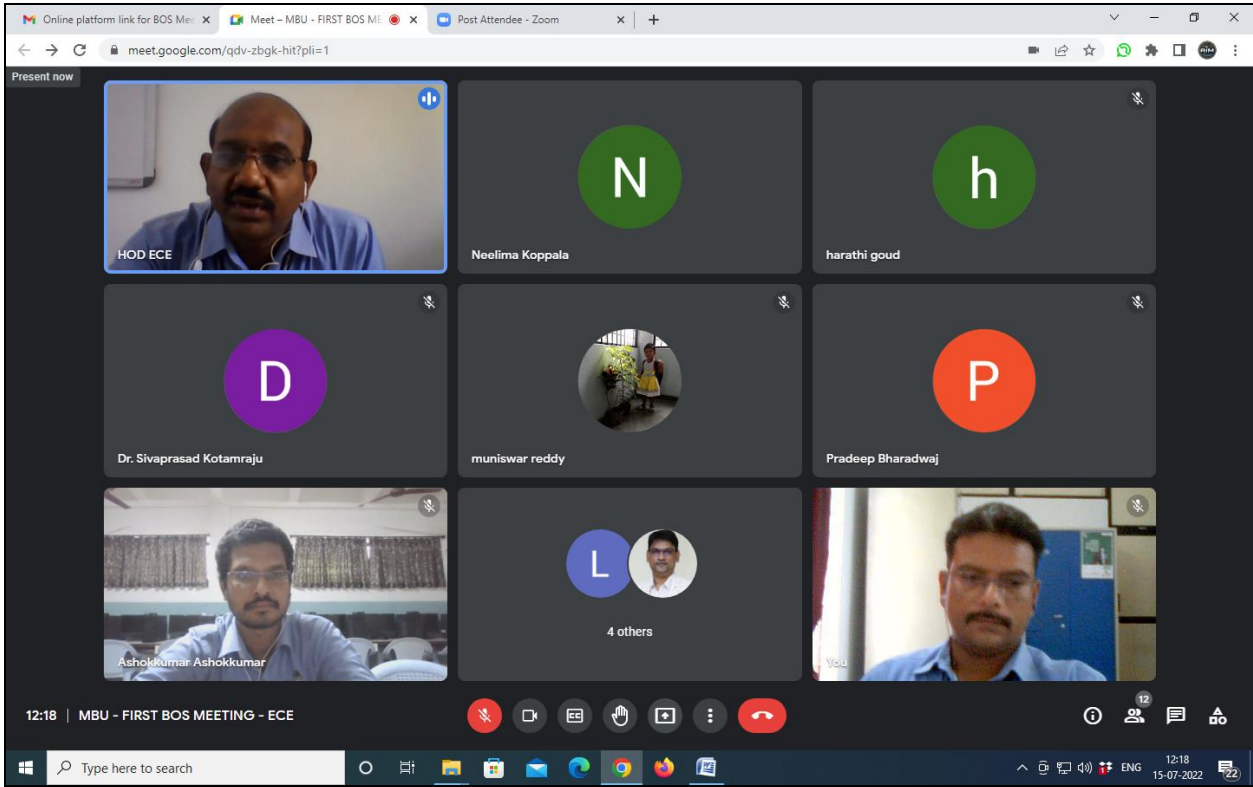 Online platform link for BOS Mee
Meet – MBU - FIRST BOS ME
Post Attendee - Zoom
meet.google.com/qdv-zbgk-hit?pli=1
AIM
Present now
HOD ECE
N
Neelima Koppala
h
harathi goud
D
Dr. Sivaprasad Kotamraju
muniswar reddy
P
Pradeep Bharadwaj
Ashokkumar Ashokkumar
L
4 others
You
12:18 | MBU - FIRST BOS MEETING - ECE
CC
12
Type here to search
ENG
12:18
15-07-2022
22